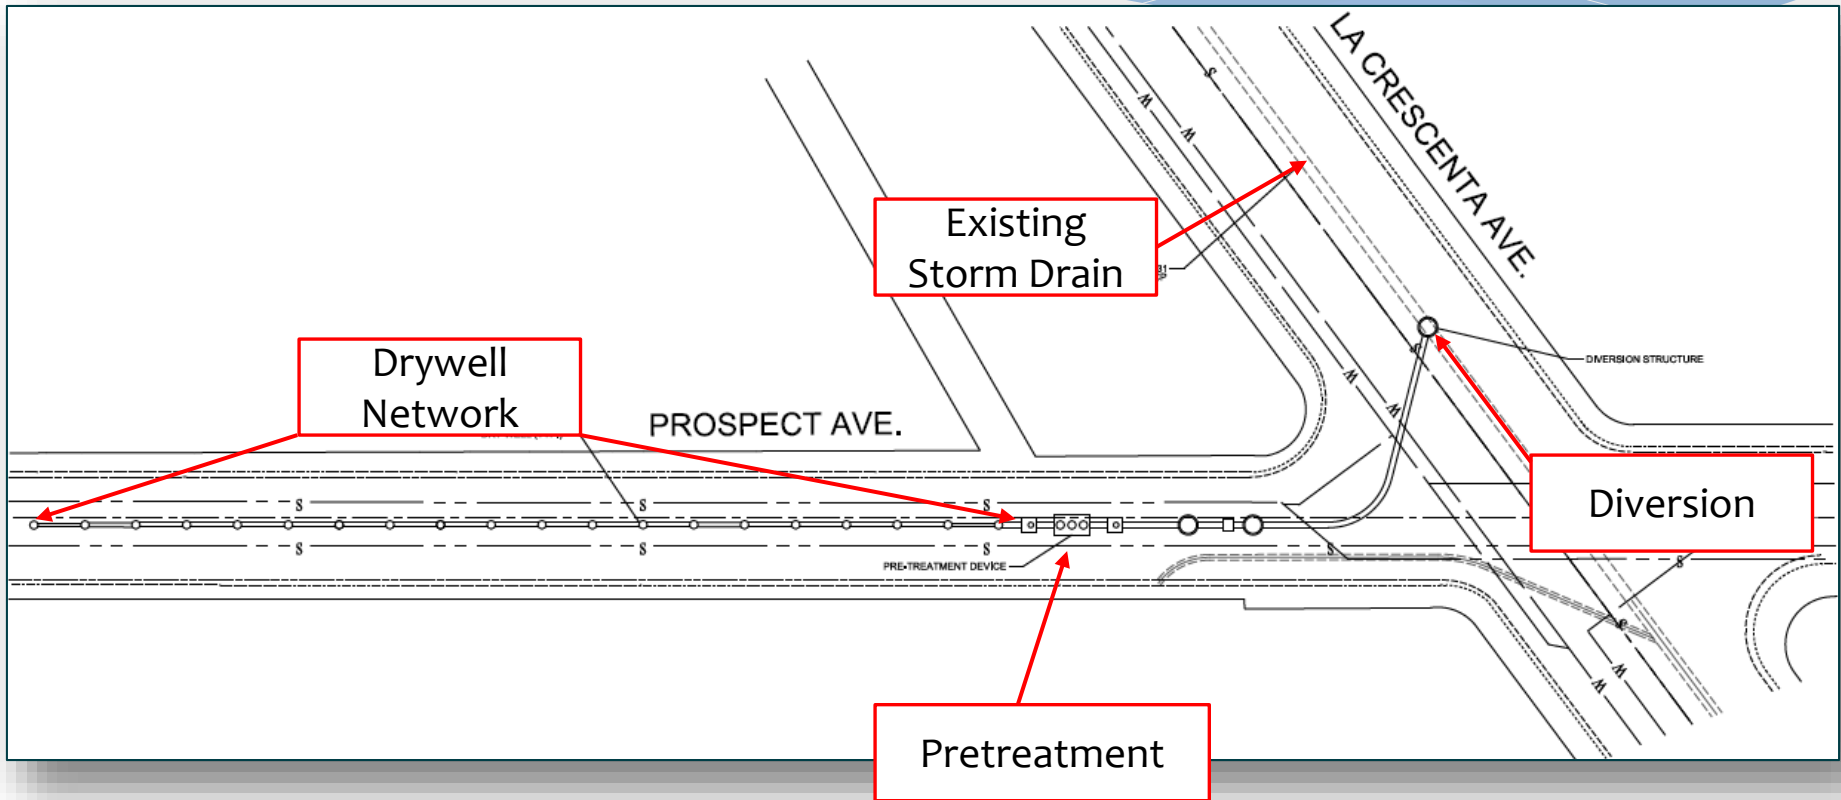 LA CRESCENTA AVE.
Existing
Storm Drain
DIVERSION STRUCTURE
Drywell
Network
PROSPECT AVE.
Diversion
PRE-TREATMENT DEVICE
Pretreatment
S
W
W
W
W
S
S
S
S
S
S
S
S
W
W